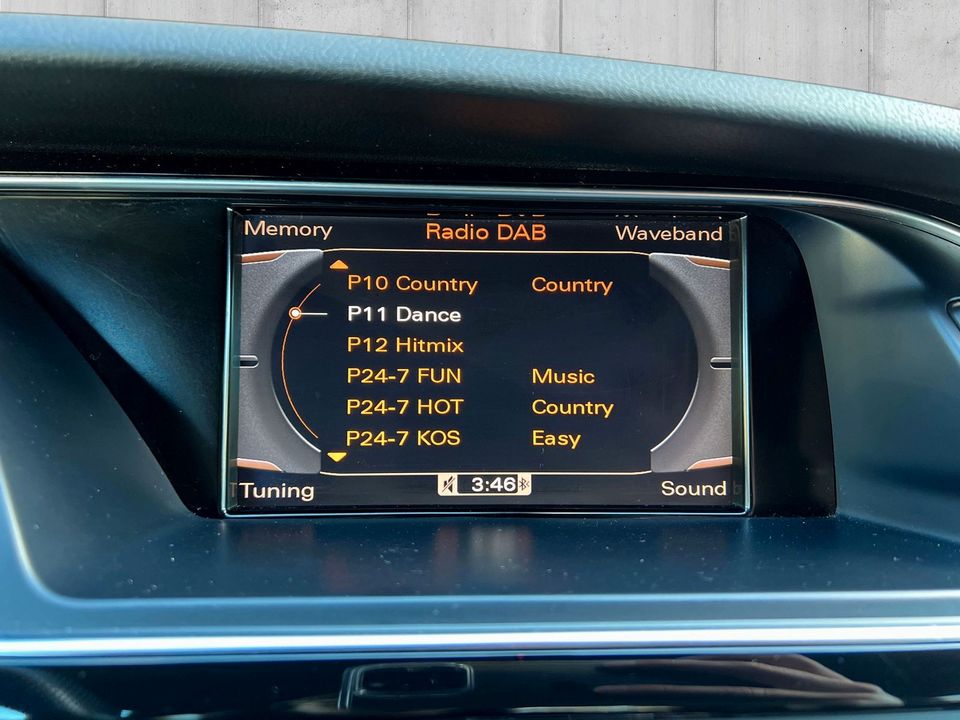 Memory Radio DAB Waveband
P10 Country Country
P11 Dance
P12 Hitmix
P24-7 FUN Music
P24-7 HOT Country
P24-7 KOS Easy
Tuning 3:46 Sound